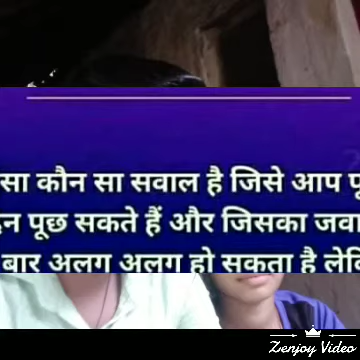 सा कौन सा सवाल है जिसे आप पू
न पूछ सकते हैं और जिसका जवा
बार अलग अलग हो सकता है लेकि
Zenjoy Video